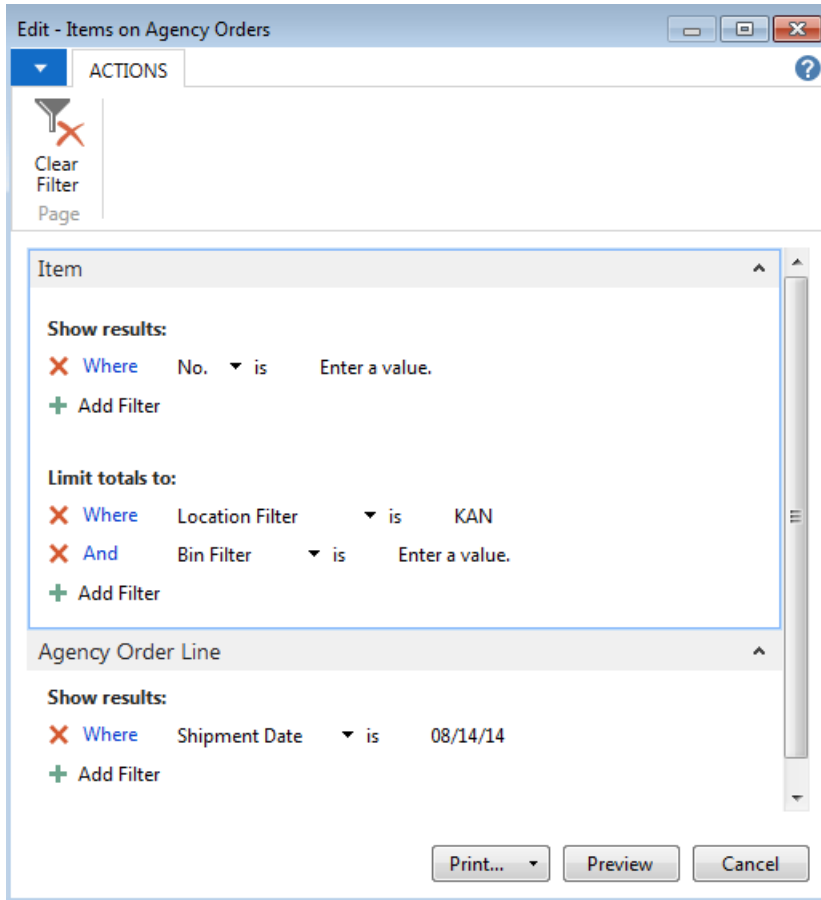 Edit - Items on Agency Orders
ACTIONS
?
Clear
Filter
Page
Item
Show results:
Where No. is Enter a value.
Add Filter
Limit totals to:
Where Location Filter is KAN
And Bin Filter is Enter a value.
Add Filter
Agency Order Line
Show results:
Where Shipment Date is 08/14/14
Add Filter
Print... Preview Cancel